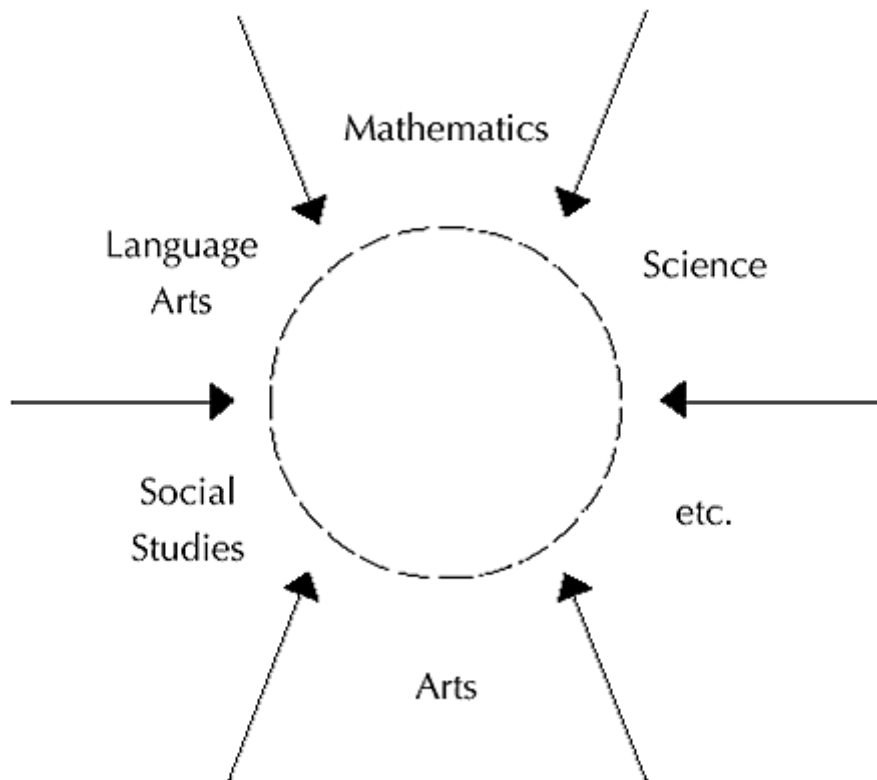 Mathematics
Language
Arts
Science
Social
Studies
etc.
Arts